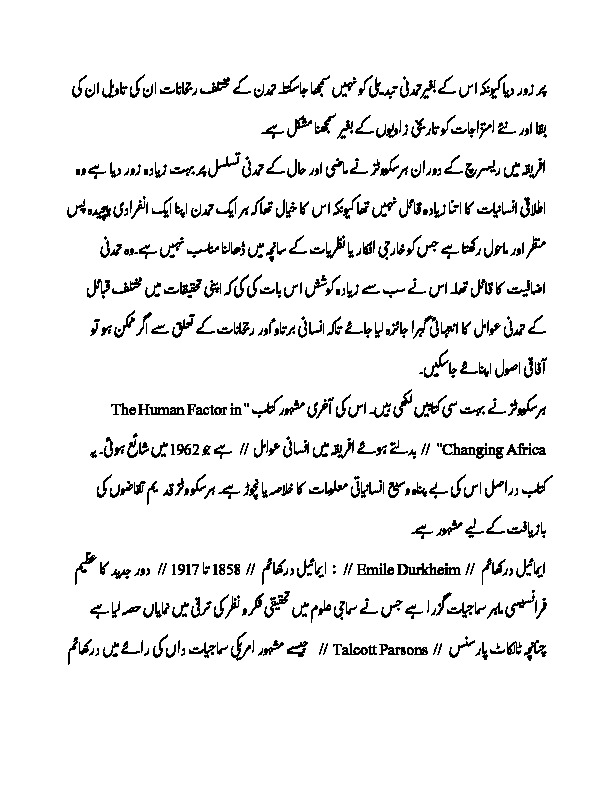 پر زور دیا کیونکہ اس کے بغیر تمدنی تبدیلی کو نہیں سمجھا جاسکتا۔ تمدن کے مختلف رجحانات ان کی تاویل ان کی
بقا اور نئے امتزاجات کو تاریخی زاویوں کے بغیر سمجھنا مشکل ہے۔
افریقہ میں ریسرچ کے دوران ہرسکووٹز نے ماضی اور حال کے تمدنی تسلسل پر بہت زیادہ زور دیا ہے وہ
اطلاقی انسانیات کا اتنا زیادہ قائل نہیں تھا کیونکہ اس کا خیال تھا کہ ہر ایک تمدن اپنا ایک انفرادی پیچیدہ پس
منظر اور ماحول رکھتا ہے جس کو خارجی افکار یا نظریات کے سانچہ میں ڈھالنا مناسب نہیں ہے۔ وہ تمدنی
اضافیت کا قائل تھا۔ اس نے سب سے زیادہ کوشش اس بات کی کی کہ اپنی تحقیقات میں مختلف قبائل
کے تمدنی عوامل کا انتہائی گہرا جائزہ لیا جائے تاکہ انسانی برتاو اور رجحانات کے تعلق سے اگر ممکن ہو تو
آفاقی اصول اپنائے جاسکیں۔
ہرسکووٹز نے بہت سی کتابیں لکھی ہیں۔ اس کی آخری مشہور کتاب "The Human Factor in
Changing Africa" // بدلتے ہوئے افریقہ میں انسانی عوامل // ہے جو 1962 میں شائع ہوئی۔ یہ
کتاب دراصل اس کی بے پناہ وسیع انسانیاتی معلومات کا خلاصہ یا نچوڑ ہے۔ ہرسکووٹز قدیم تقاضوں کی
بازیافت کے لیے مشہور ہے۔
ایمائیل درکھائم // Emile Durkheim // : ایمائیل درکھائم // 1858 تا 1917 // دور جدید کا عظیم
فرانسیسی ماہر سماجیات گزرا ہے جس نے سماجی علوم میں تحقیقی فکر و نظر کی ترقی میں نمایاں حصہ لیا ہے
چنانچہ ٹالکاٹ پارسنس // Talcott Parsons // جیسے مشہور امریکی سماجیات داں کی رائے میں درکھائم